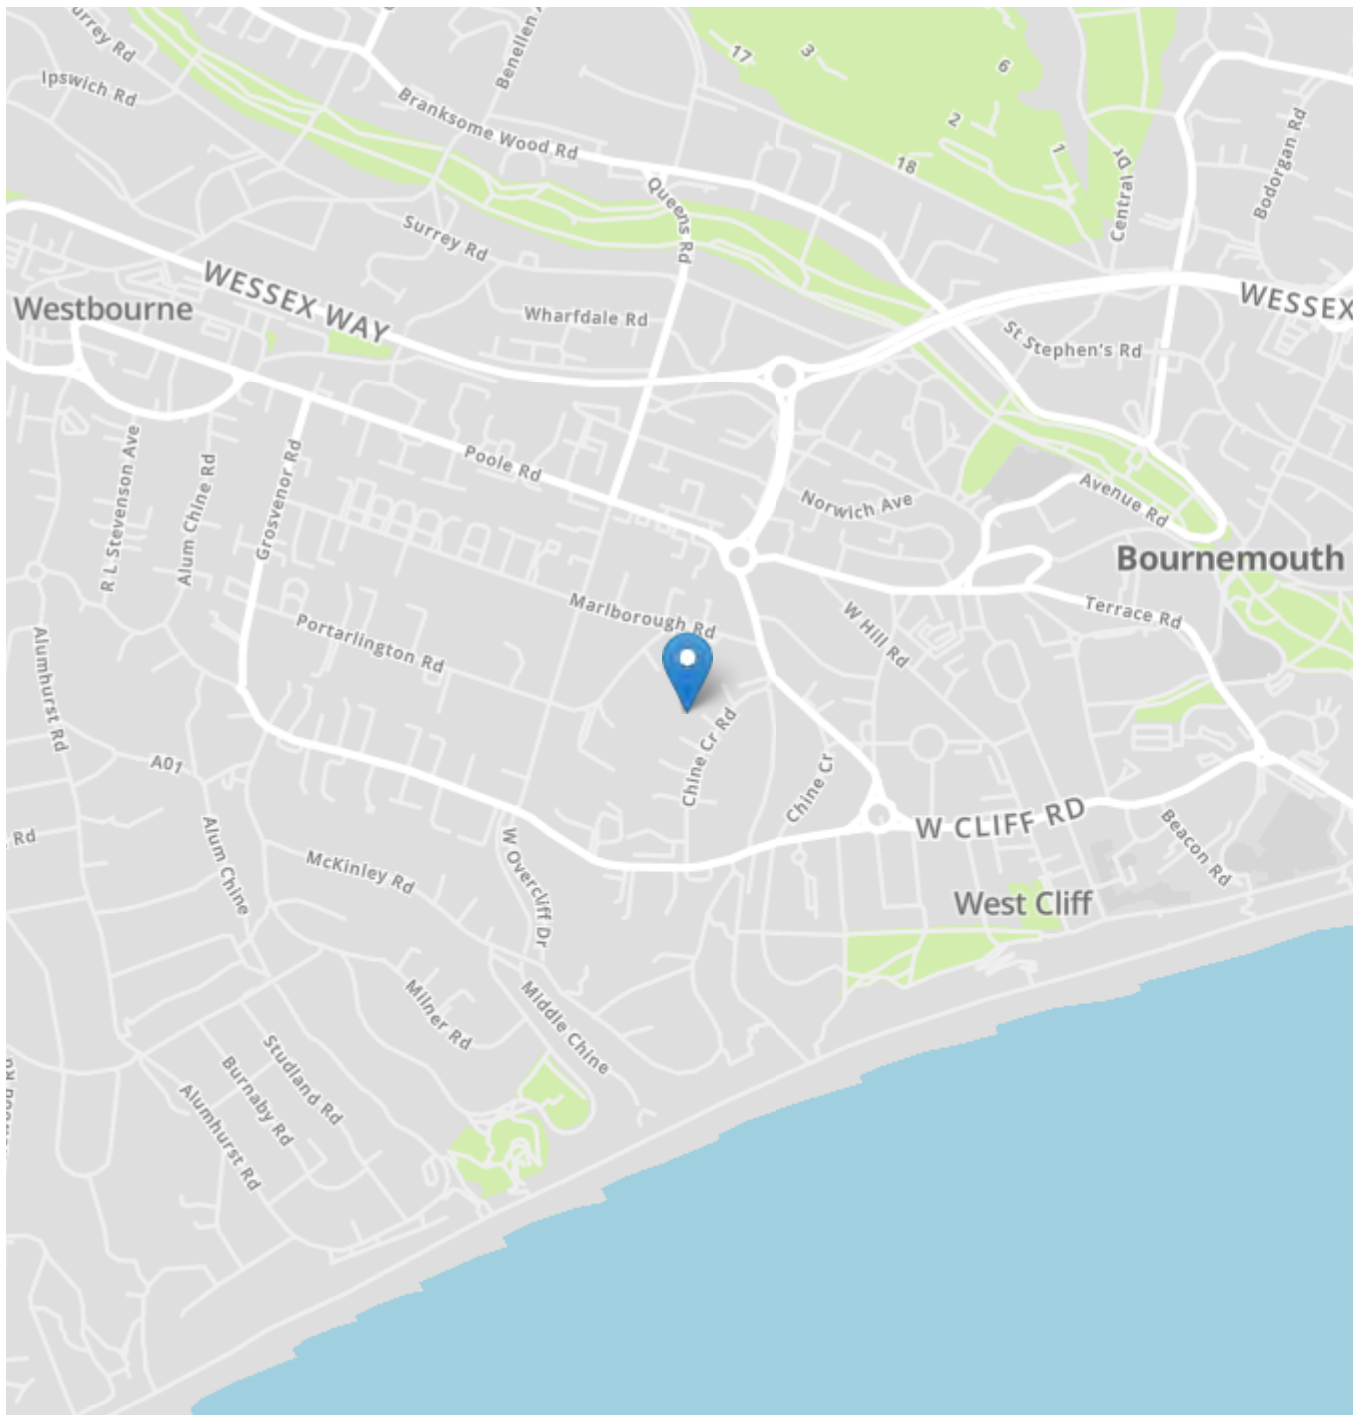 urrey Rd
Ipswich Rd
Benellen
Branksome Wood Rd
17
3
6
2
1
18
Central Dr
Bodorgan Rd
Queens Rd
Surrey Rd
WESSEX WAY
Westbourne
Wharfdale Rd
WESSEX
St Stephen's Rd
Poole Rd
R L Stevenson Ave
Alum Chine Rd
Grosvenor Rd
Norwich Ave
Avenue Rd
Bournemouth
Marlborough Rd
Terrace Rd
W Hill Rd
Portarlington Rd
Alumhurst Rd
A01
Chine Cr Rd
Chine Cr
W CLIFF RD
Beacon Rd
Rd
Alum Chine
McKinley Rd
W Overcliff Dr
West Cliff
Milner Rd
Middle Chine
Studland Rd
Burnaby Rd
Alumhurst Rd